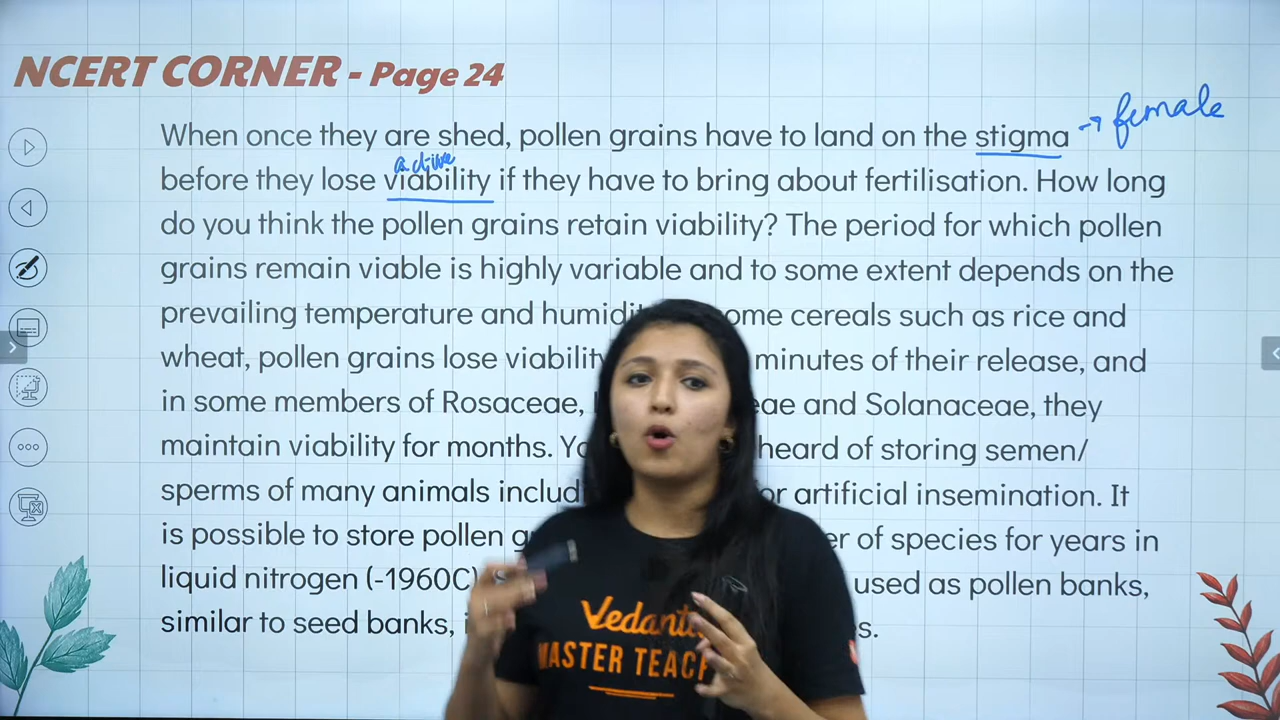 NCERT CORNER - Page 24
female
When once they are shed, pollen grains have to land on the stigma
active
before they lose viability if they have to bring about fertilisation. How long
do you think the pollen grains retain viability? The period for which pollen
grains remain viable is highly variable and to some extent depends on the
prevailing temperature and humidity ome cereals such as rice and
wheat, pollen grains lose viability minutes of their release, and
in some members of Rosaceae, eae and Solanaceae, they
maintain viability for months. heard of storing semen/
sperms of many animals includ or artificial insemination. It
is possible to store pollen er of species for years in
liquid nitrogen (-1960C) used as pollen banks,
similar to seed banks, s.
Vedantu
MASTER TEACH